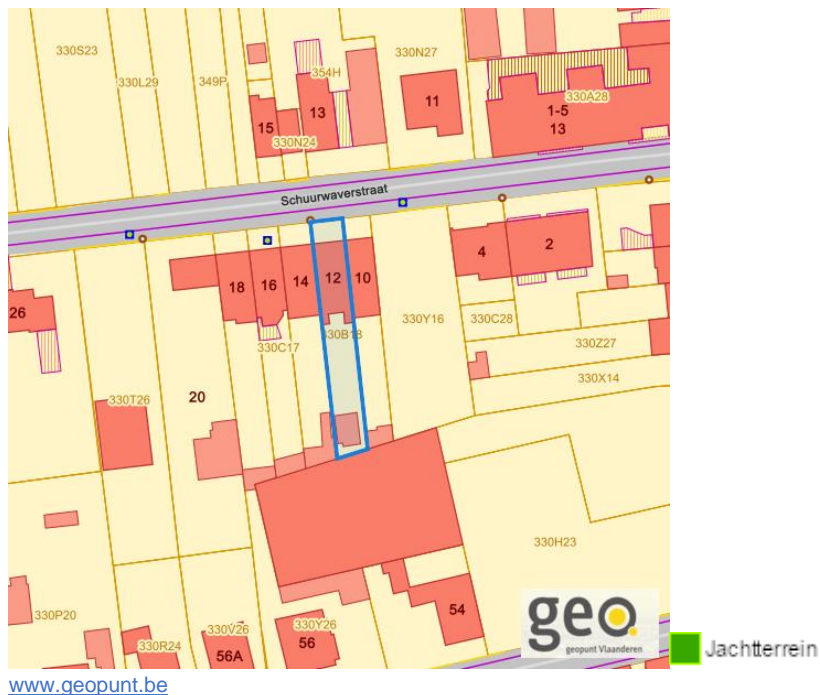 330S23
330L29
349P
354H
330N27
11
13
15
330N24
330A28
1-5
13
Schuurwaverstraat
4
2
18
16
14
12
10
26
330C17
330B18
330Y16
330C28
330Z27
330X14
330T26
20
330H23
330P20
330R24
330V26
56A
330Y26
56
54
geo
geopunt Vlaanderen
Jachtterrein
www.geopunt.be